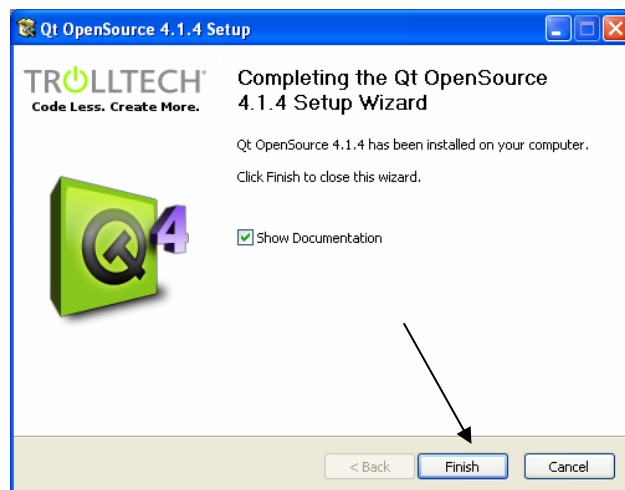 Qt OpenSource 4.1.4 Setup
TROLLTECH
Code Less. Create More.
Completing the Qt OpenSource
4.1.4 Setup Wizard
Qt OpenSource 4.1.4 has been installed on your computer.
Click Finish to close this wizard.
Show Documentation
4
< Back Finish Cancel